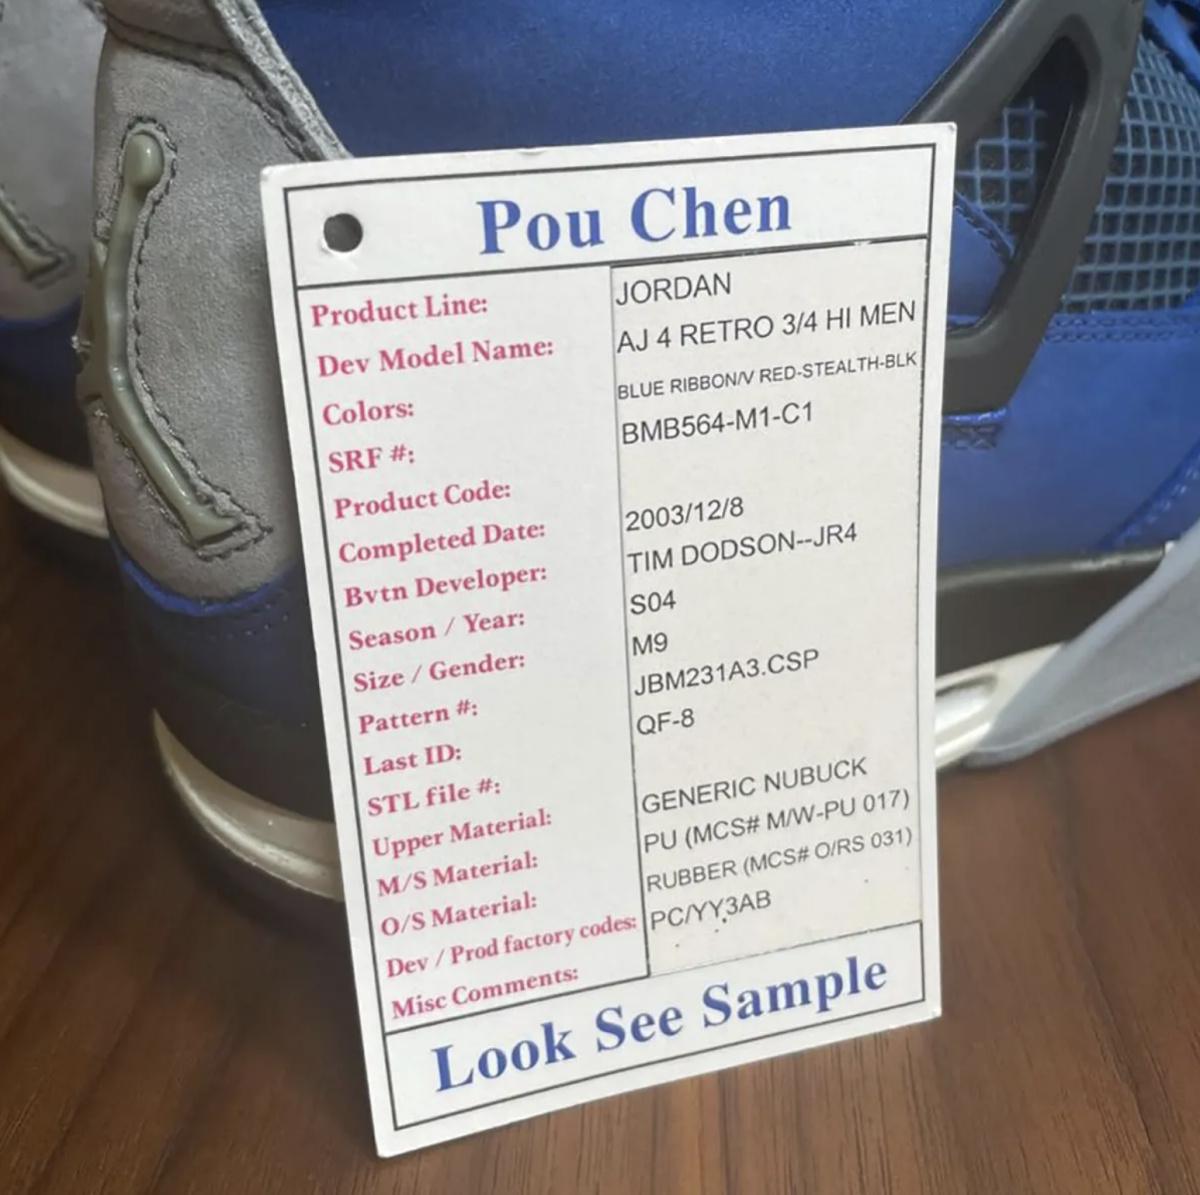 Pou Chen
Product Line: JORDAN
Dev Model Name: AJ 4 RETRO 3/4 HI MEN
Colors: BLUE RIBBON/V RED-STEALTH-BLK
SRF #: BMB564-M1-C1
Product Code:
Completed Date: 2003/12/8
Bvtn Developer: TIM DODSON--JR4
Season / Year: S04
Size / Gender: M9
Pattern #: JBM231A3.CSP
Last ID: QF-8
STL file #:
Upper Material: GENERIC NUBUCK
M/S Material: PU (MCS# M/W-PU 017)
O/S Material: RUBBER (MCS# O/RS 031)
Dev / Prod factory codes: PC/YY3AB
Misc Comments:
Look See Sample